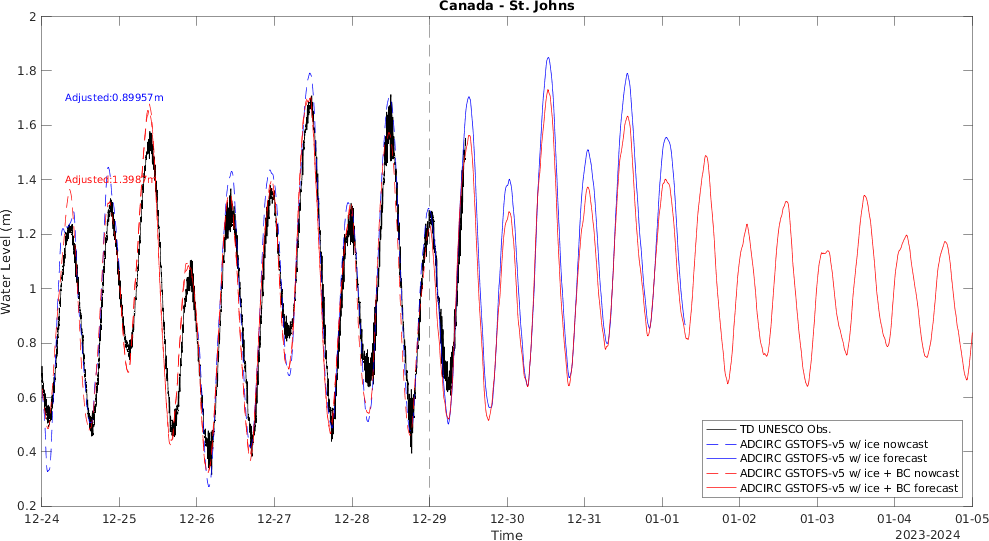 Canada - St. Johns
2
1.8
1.6
1.4
1.2
1
0.8
0.6
0.4
0.2
Water Level (m)
Adjusted:0.89957m
Adjusted:1.3987m
TD UNESCO Obs.
ADCIRC GSTOFS-v5 w/ ice nowcast
ADCIRC GSTOFS-v5 w/ ice forecast
ADCIRC GSTOFS-v5 w/ ice + BC nowcast
ADCIRC GSTOFS-v5 w/ ice + BC forecast
12-24 12-25 12-26 12-27 12-28 12-29 12-30 12-31 01-01 01-02 01-03 01-04 01-05
Time
2023-2024